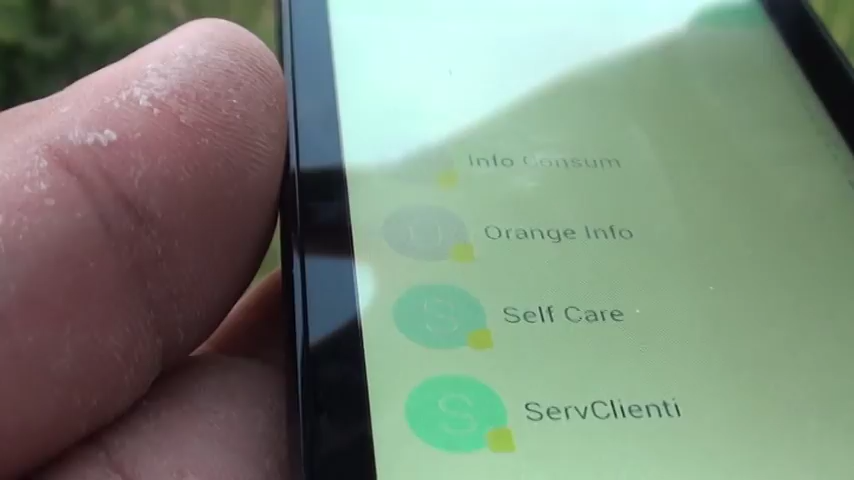 Info Consum
Orange Info
S
Self Care
S
ServClienti